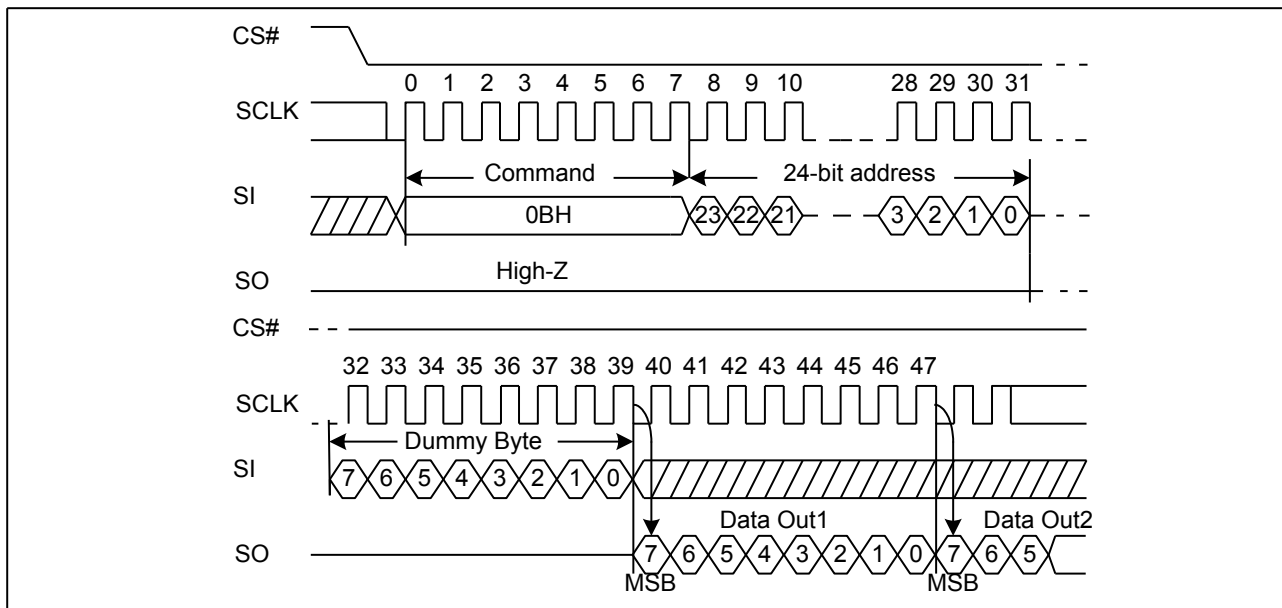 CS#
0 1 2 3 4 5 6 7 8 9 10 28 29 30 31
SCLK
Command 24-bit address
SI
0BH 23 22 21 3 2 1 0
High-Z
SO
CS#
32 33 34 35 36 37 38 39 40 41 42 43 44 45 46 47
SCLK
Dummy Byte
SI
7 6 5 4 3 2 1 0
Data Out1 Data Out2
SO
7 6 5 4 3 2 1 0 7 6 5
MSB MSB